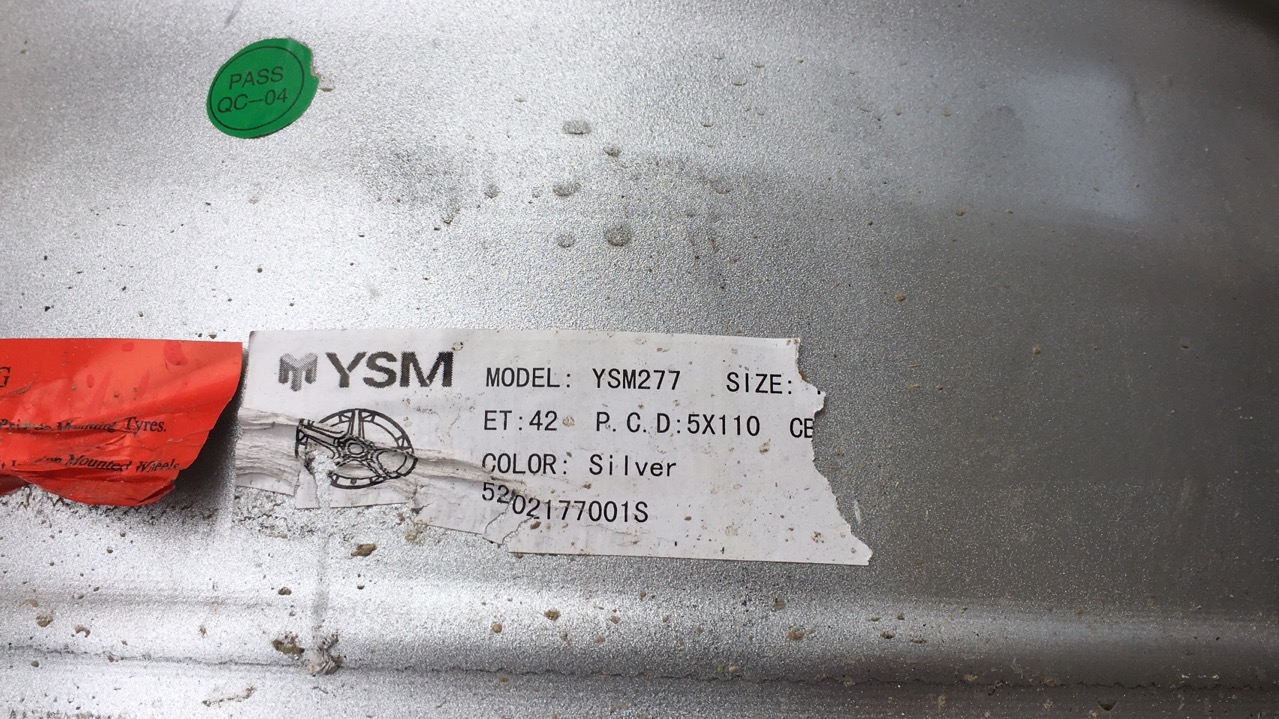 PASS
QC-04
G
Tyres.
Mounted Wheels
YSM
MODEL: YSM277 SIZE:
ET:42 P.C.D:5X110 CB
COLOR: Silver
5202177001S